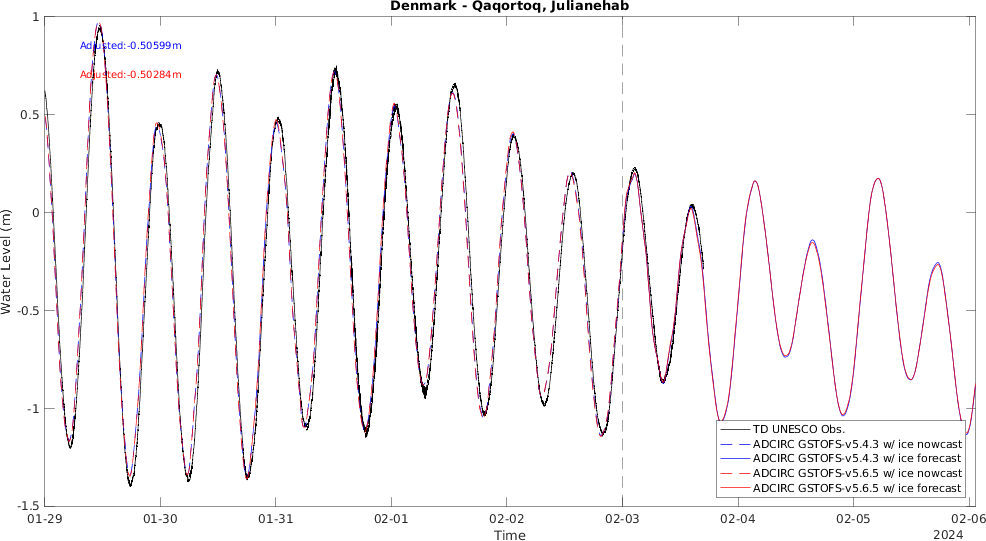 Denmark - Qaqortoq, Julianehab
Adjusted:-0.50599m
Adjusted:-0.50284m
Water Level (m)
1
0.5
0
-0.5
-1
-1.5
TD UNESCO Obs.
ADCIRC GSTOFS-v5.4.3 w/ ice nowcast
ADCIRC GSTOFS-v5.4.3 w/ ice forecast
ADCIRC GSTOFS-v5.6.5 w/ ice nowcast
ADCIRC GSTOFS-v5.6.5 w/ ice forecast
01-29 01-30 01-31 02-01 02-02 02-03 02-04 02-05 02-06
Time
2024